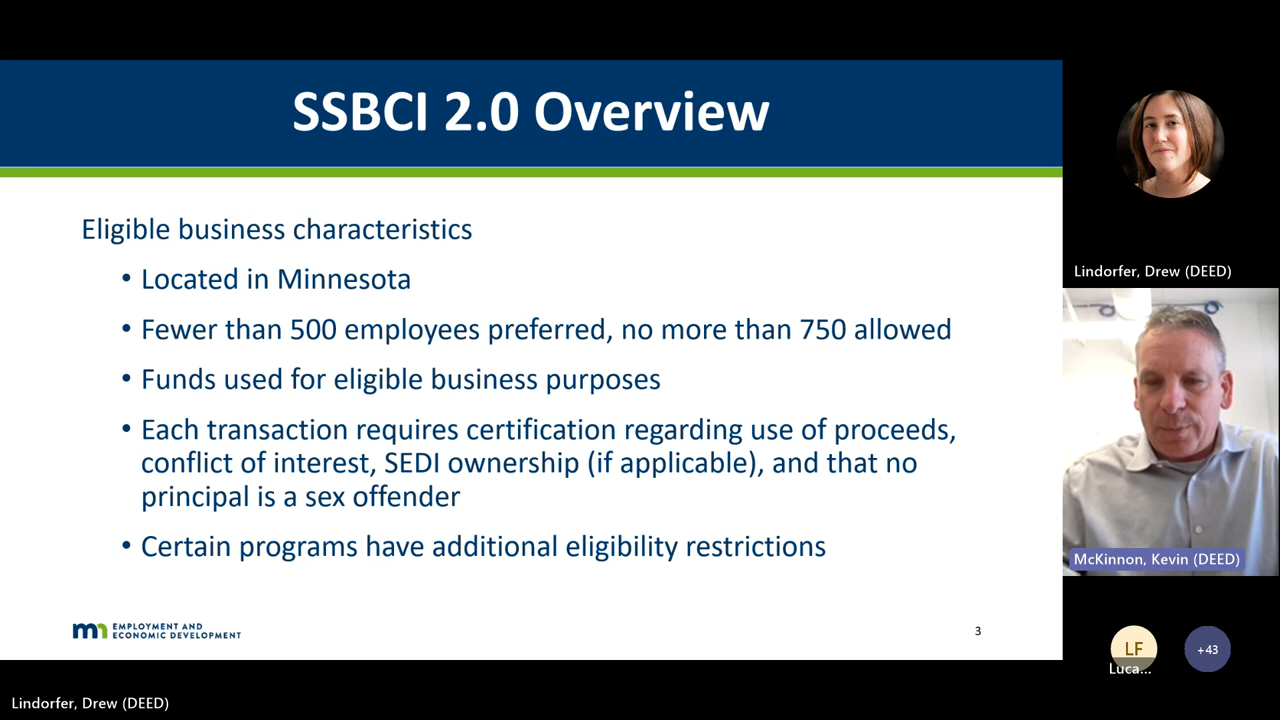 SSBCI 2.0 Overview
Eligible business characteristics
• Located in Minnesota
• Fewer than 500 employees preferred, no more than 750 allowed
• Funds used for eligible business purposes
• Each transaction requires certification regarding use of proceeds,
conflict of interest, SEDI ownership (if applicable), and that no
principal is a sex offender
• Certain programs have additional eligibility restrictions
mn EMPLOYMENT AND
ECONOMIC DEVELOPMENT
3
Lindorfer, Drew (DEED)
McKinnon, Kevin (DEED)
LF
+43
Luca...
Lindorfer, Drew (DEED)